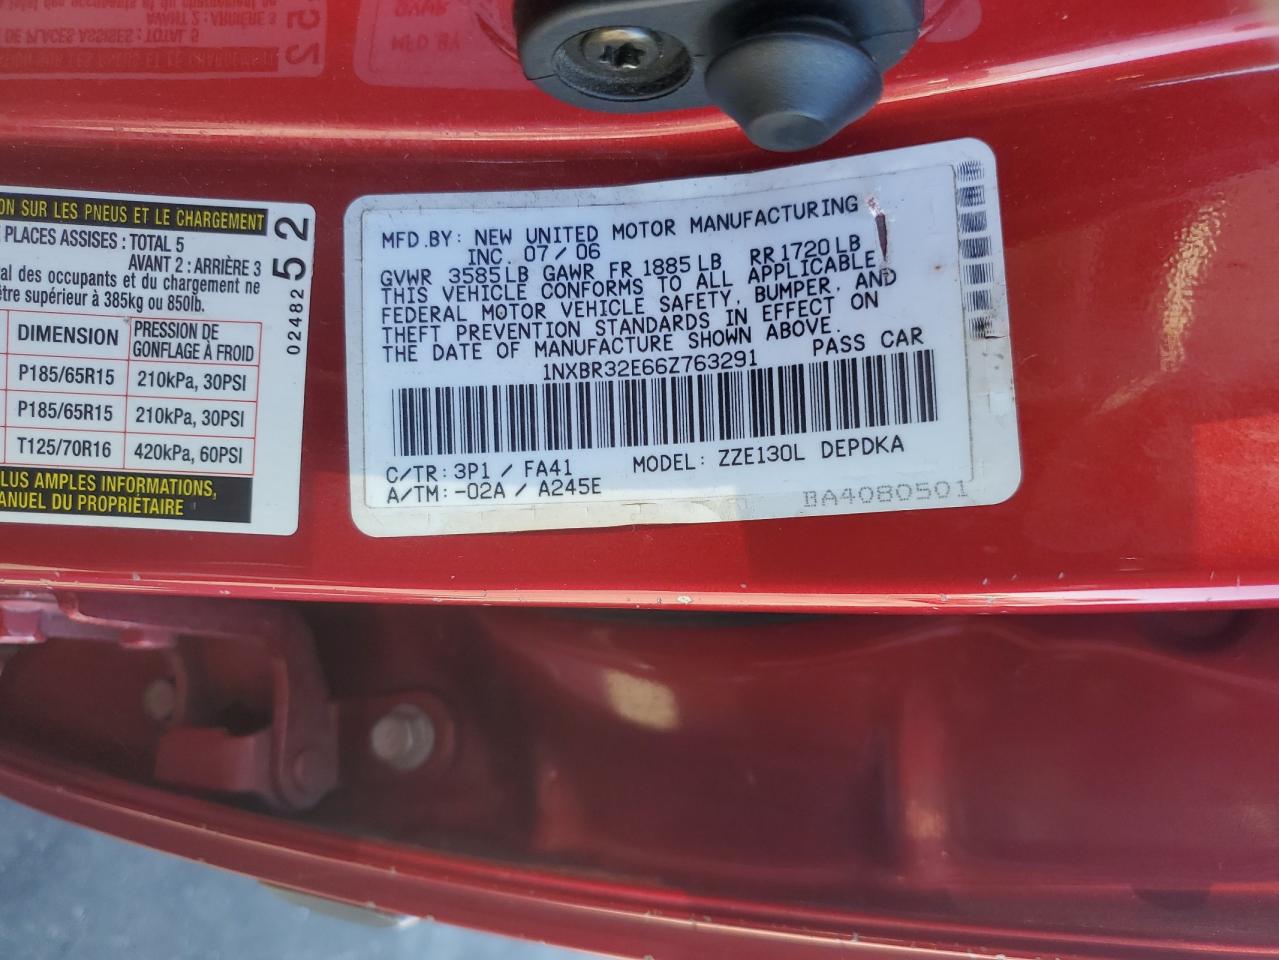 ON SUR LES PNEUS ET LE CHARGEMENT
PLACES ASSISES : TOTAL 5
AVANT 2 : ARRIÈRE 3
al des occupants et du chargement ne
être supérieur à 385kg ou 850lb.
DIMENSION PRESSION DE GONFLAGE À FROID
P185/65R15 210kPa, 30PSI
P185/65R15 210kPa, 30PSI
T125/70R16 420kPa, 60PSI
LUS AMPLES INFORMATIONS,
MANUEL DU PROPRIÉTAIRE
02482 52
MFD.BY: NEW UNITED MOTOR MANUFACTURING
INC. 07/06
GVWR 3585LB GAWR FR 1885LB RR1720LB
THIS VEHICLE CONFORMS TO ALL APPLICABLE
FEDERAL MOTOR VEHICLE SAFETY, BUMPER, AND
THEFT PREVENTION STANDARDS IN EFFECT ON
THE DATE OF MANUFACTURE SHOWN ABOVE.
1NXBR32E66Z763291 PASS CAR
C/TR: 3P1 / FA41 MODEL: ZZE130L DEPDKA
A/TM: -02A / A245E
BA4080501